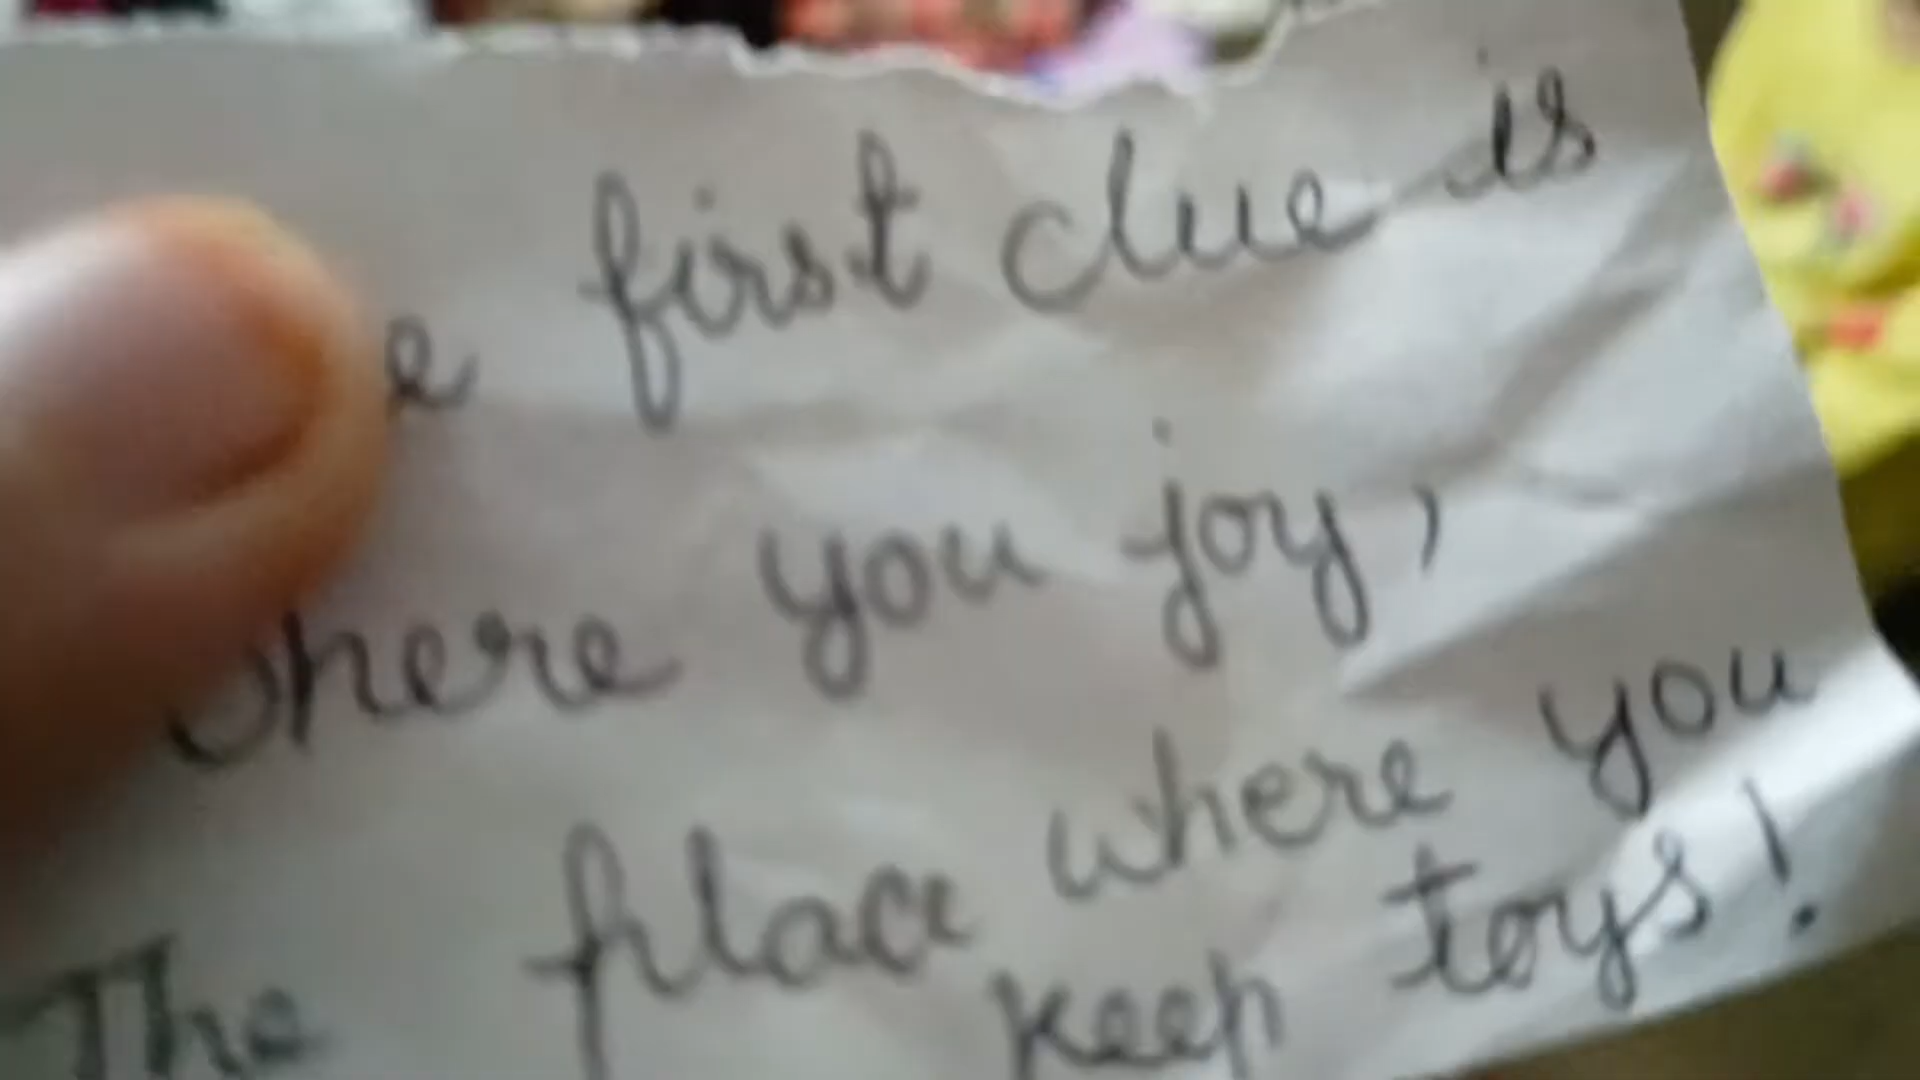 e first clue is
where you joy,
The place where you
keep toys!